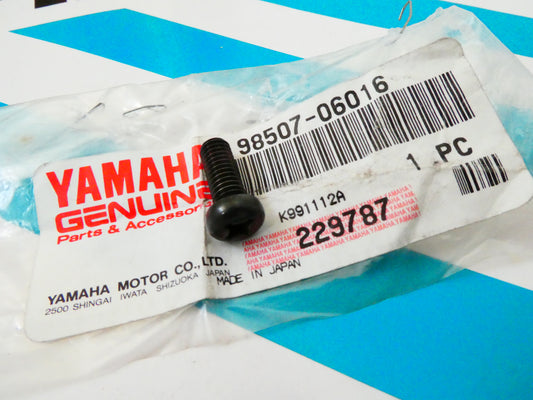 98507-06016
1 PC
YAMAHA
GENUINE
Parts & Accessories
K991112A
229787
YAMAHA MOTOR CO., LTD.
2500 SHINGAI IWATA SHIZUOKA JAPAN
MADE IN JAPAN